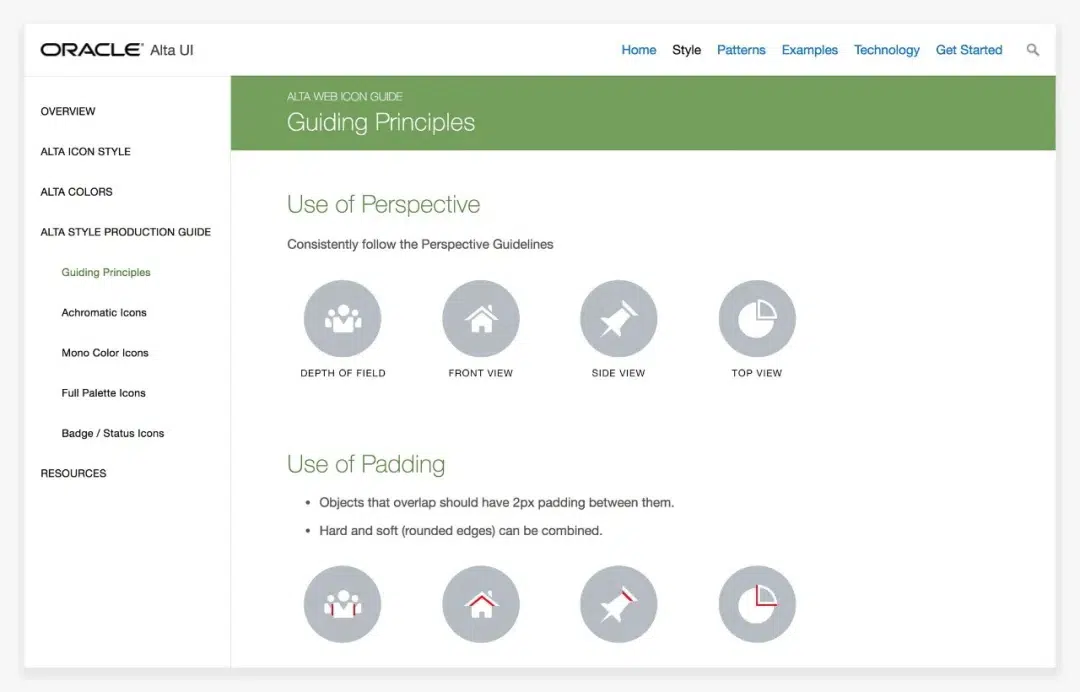 ORACLE Alta UI
Home Style Patterns Examples Technology Get Started
OVERVIEW
ALTA ICON STYLE
ALTA COLORS
ALTA STYLE PRODUCTION GUIDE
Guiding Principles
Achromatic Icons
Mono Color Icons
Full Palette Icons
Badge / Status Icons
RESOURCES
ALTA WEB ICON GUIDE
Guiding Principles
Use of Perspective
Consistently follow the Perspective Guidelines
DEPTH OF FIELD FRONT VIEW SIDE VIEW TOP VIEW
Use of Padding
• Objects that overlap should have 2px padding between them.
• Hard and soft (rounded edges) can be combined.